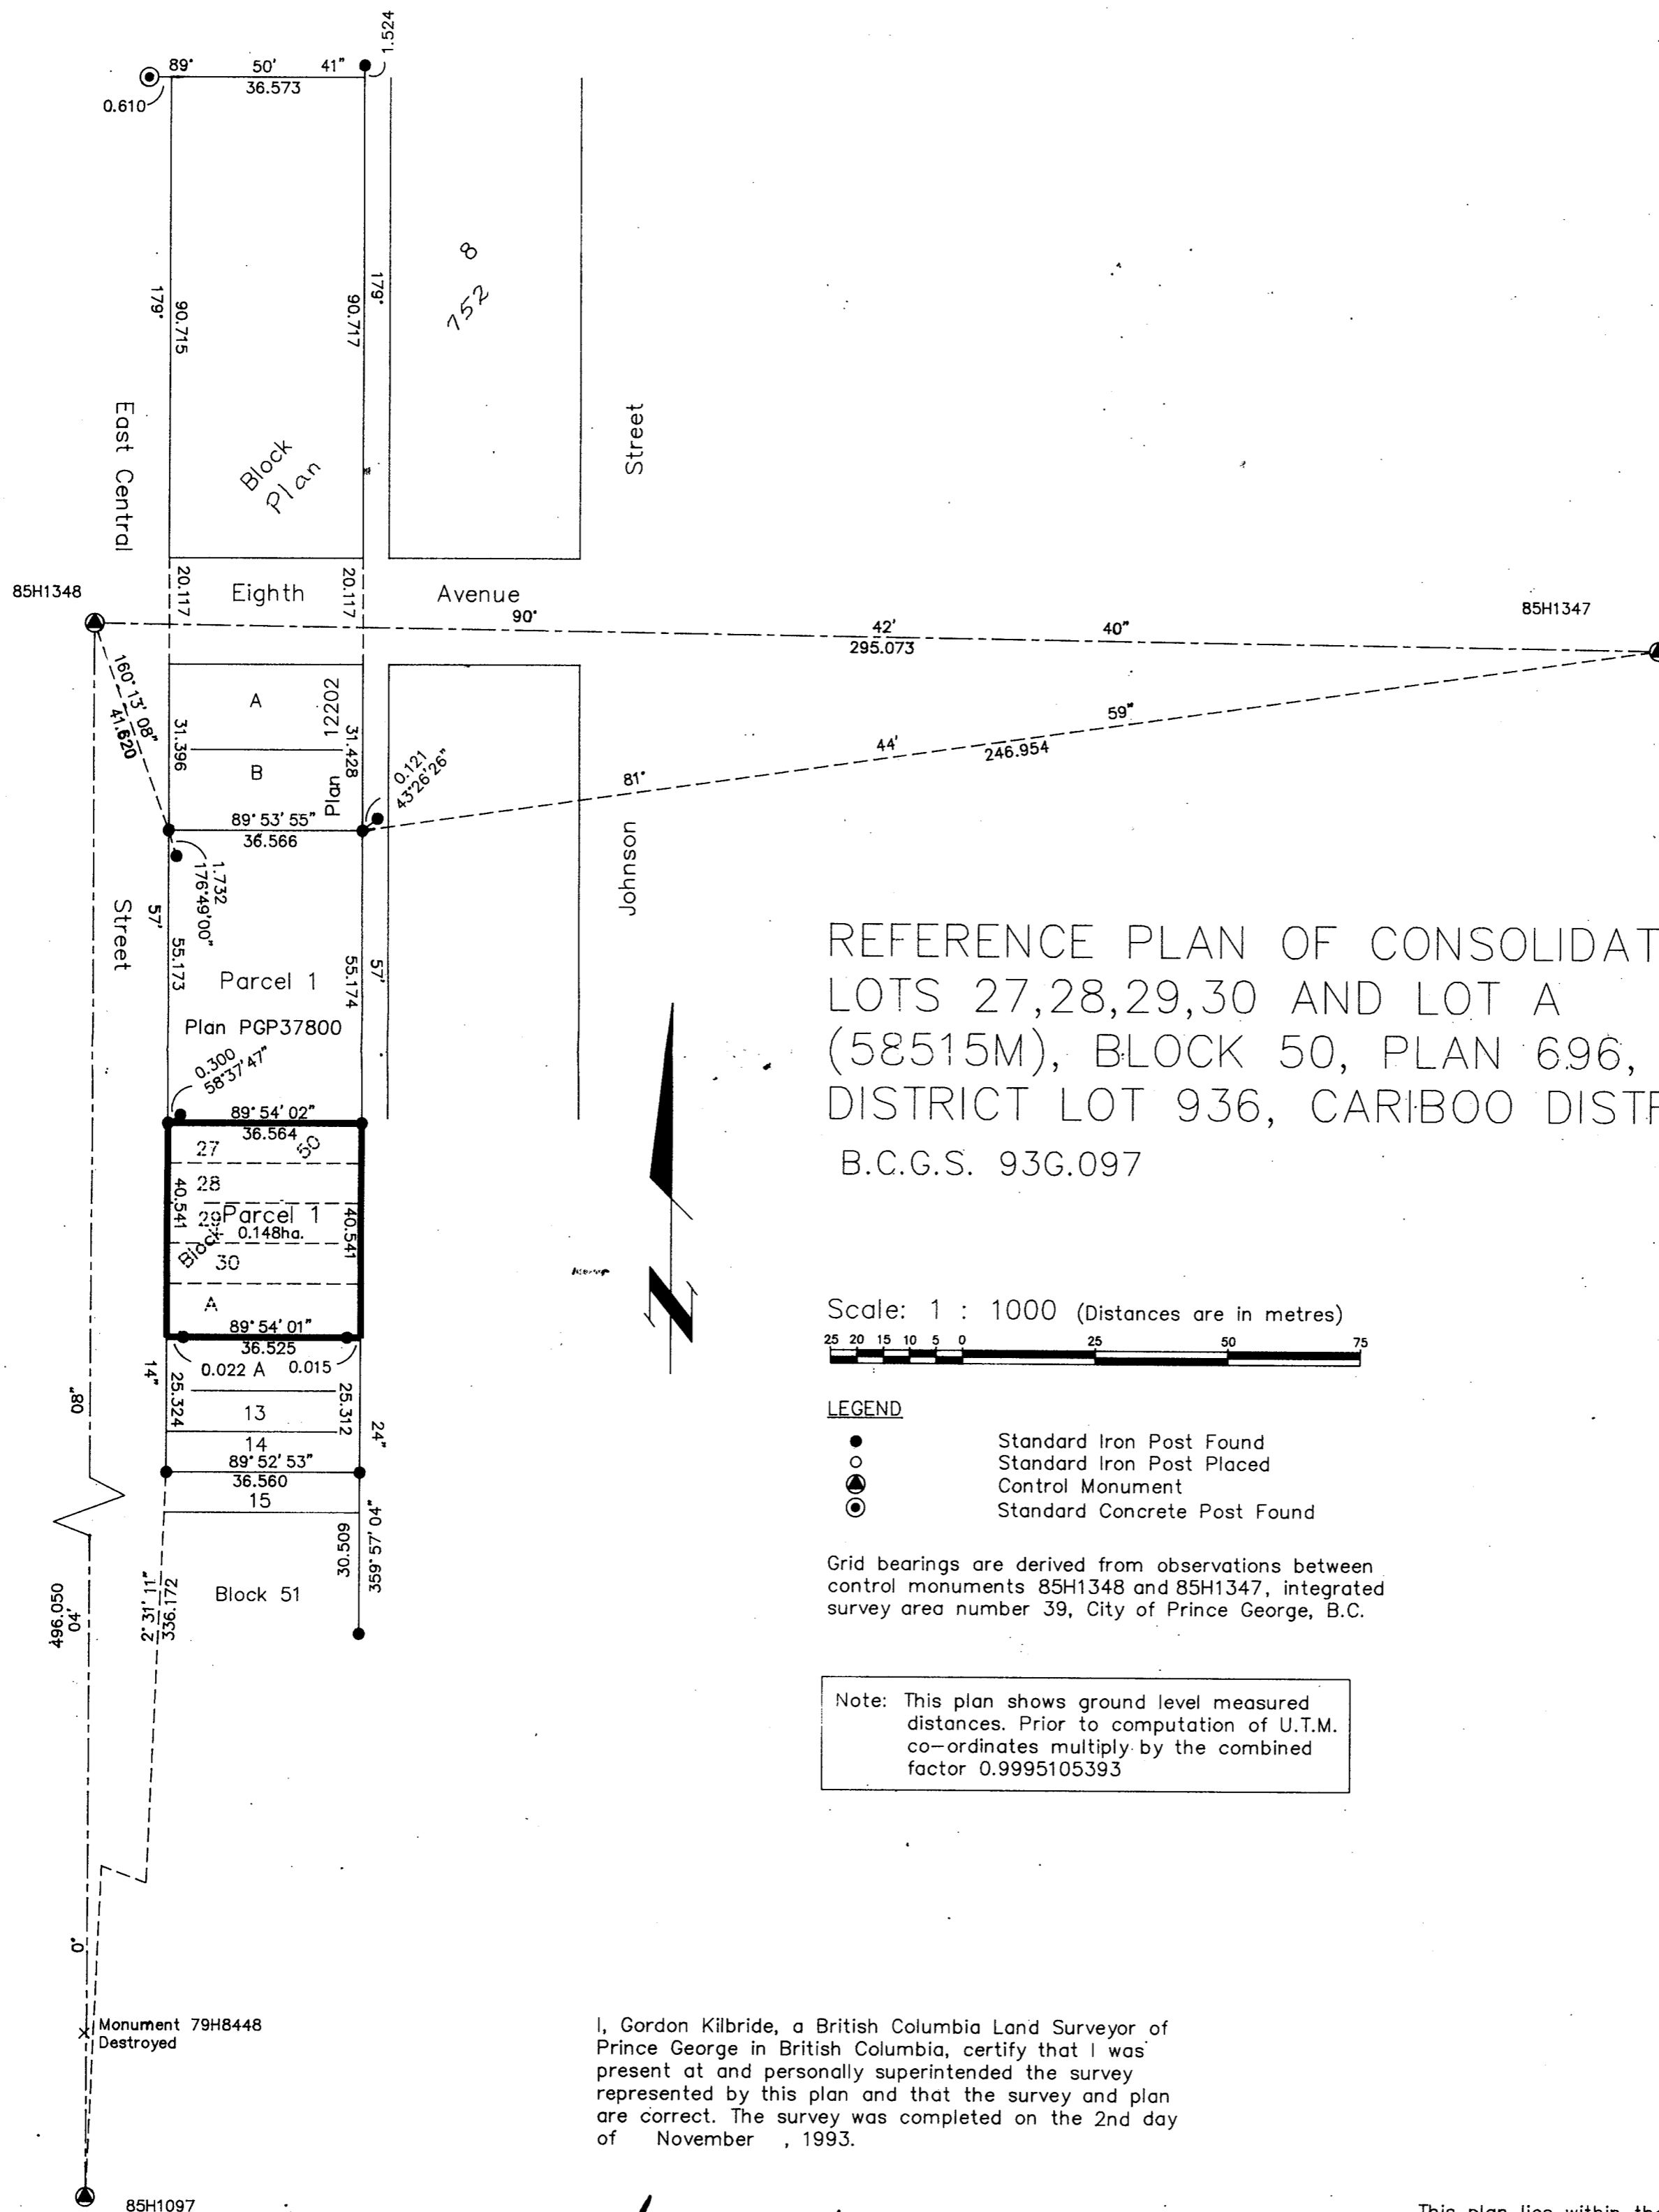 1.524
89° 50' 41"
36.573
0.610
179°
90.715
90.717
179°
8
752
East Central
Street
Block
Plan
20.117
Eighth
20.117
Avenue
85H1348
85H1347
90° 42' 40"
295.073
160°13' 08"
41.620
A
Plan 12202
31.396
31.428
B
0.121
43°26'26"
81° 44' 59"
246.954
89°53'55"
36.566
Johnson
1.732
176°49'00"
Street
57'
55.173
55.174
57'
Parcel 1
Plan PGP37800
0.300
58°37'47"
REFERENCE PLAN OF CONSOLIDAT
LOTS 27,28,29,30 AND LOT A
(58515M), BLOCK 50, PLAN 696,
DISTRICT LOT 936, CARIBOO DISTR
B.C.G.S. 93G.097
89°54'02"
36.564
27
50
28
40.541
29
Parcel 1
40.541
0.148ha.
Block
30
A
89°54'01"
36.525
0.022 A 0.015
14"
25.324
25.312
24"
13
14
89°52'53"
36.560
15
359°57'04"
30.509
Block 51
2°31'11"
336.172
08"
04'
496.050
0°
Scale: 1 : 1000 (Distances are in metres)
25 20 15 10 5 0 25 50 75
LEGEND
Standard Iron Post Found
Standard Iron Post Placed
Control Monument
Standard Concrete Post Found
Grid bearings are derived from observations between
control monuments 85H1348 and 85H1347, integrated
survey area number 39, City of Prince George, B.C.
Note: This plan shows ground level measured
distances. Prior to computation of U.T.M.
co-ordinates multiply by the combined
factor 0.9995105393
Monument 79H8448
Destroyed
85H1097
I, Gordon Kilbride, a British Columbia Land Surveyor of
Prince George in British Columbia, certify that I was
present at and personally superintended the survey
represented by this plan and that the survey and plan
are correct. The survey was completed on the 2nd day
of November , 1993.
This plan lies within the